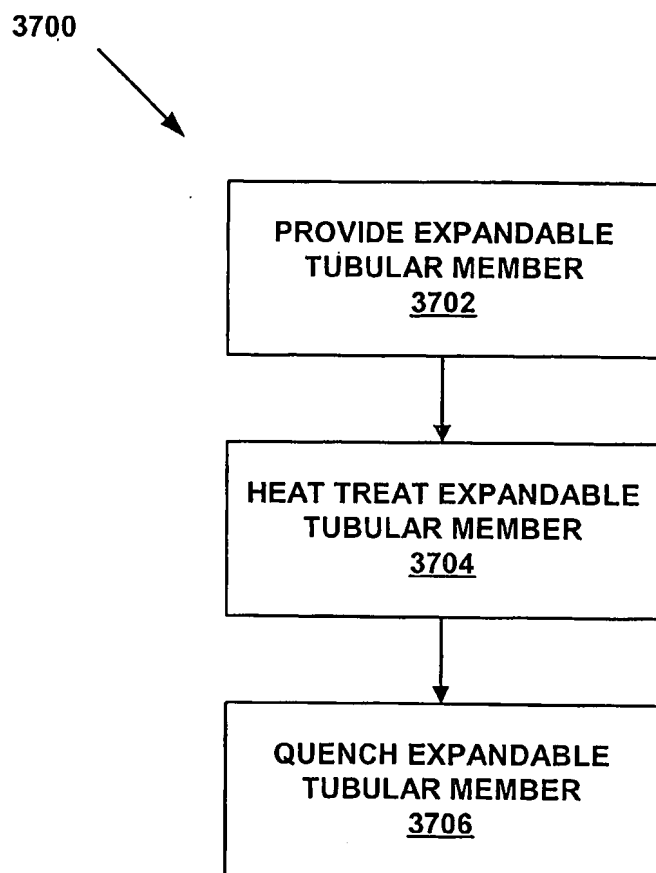 3700
PROVIDE EXPANDABLE
TUBULAR MEMBER
3702
HEAT TREAT EXPANDABLE
TUBULAR MEMBER
3704
QUENCH EXPANDABLE
TUBULAR MEMBER
3706